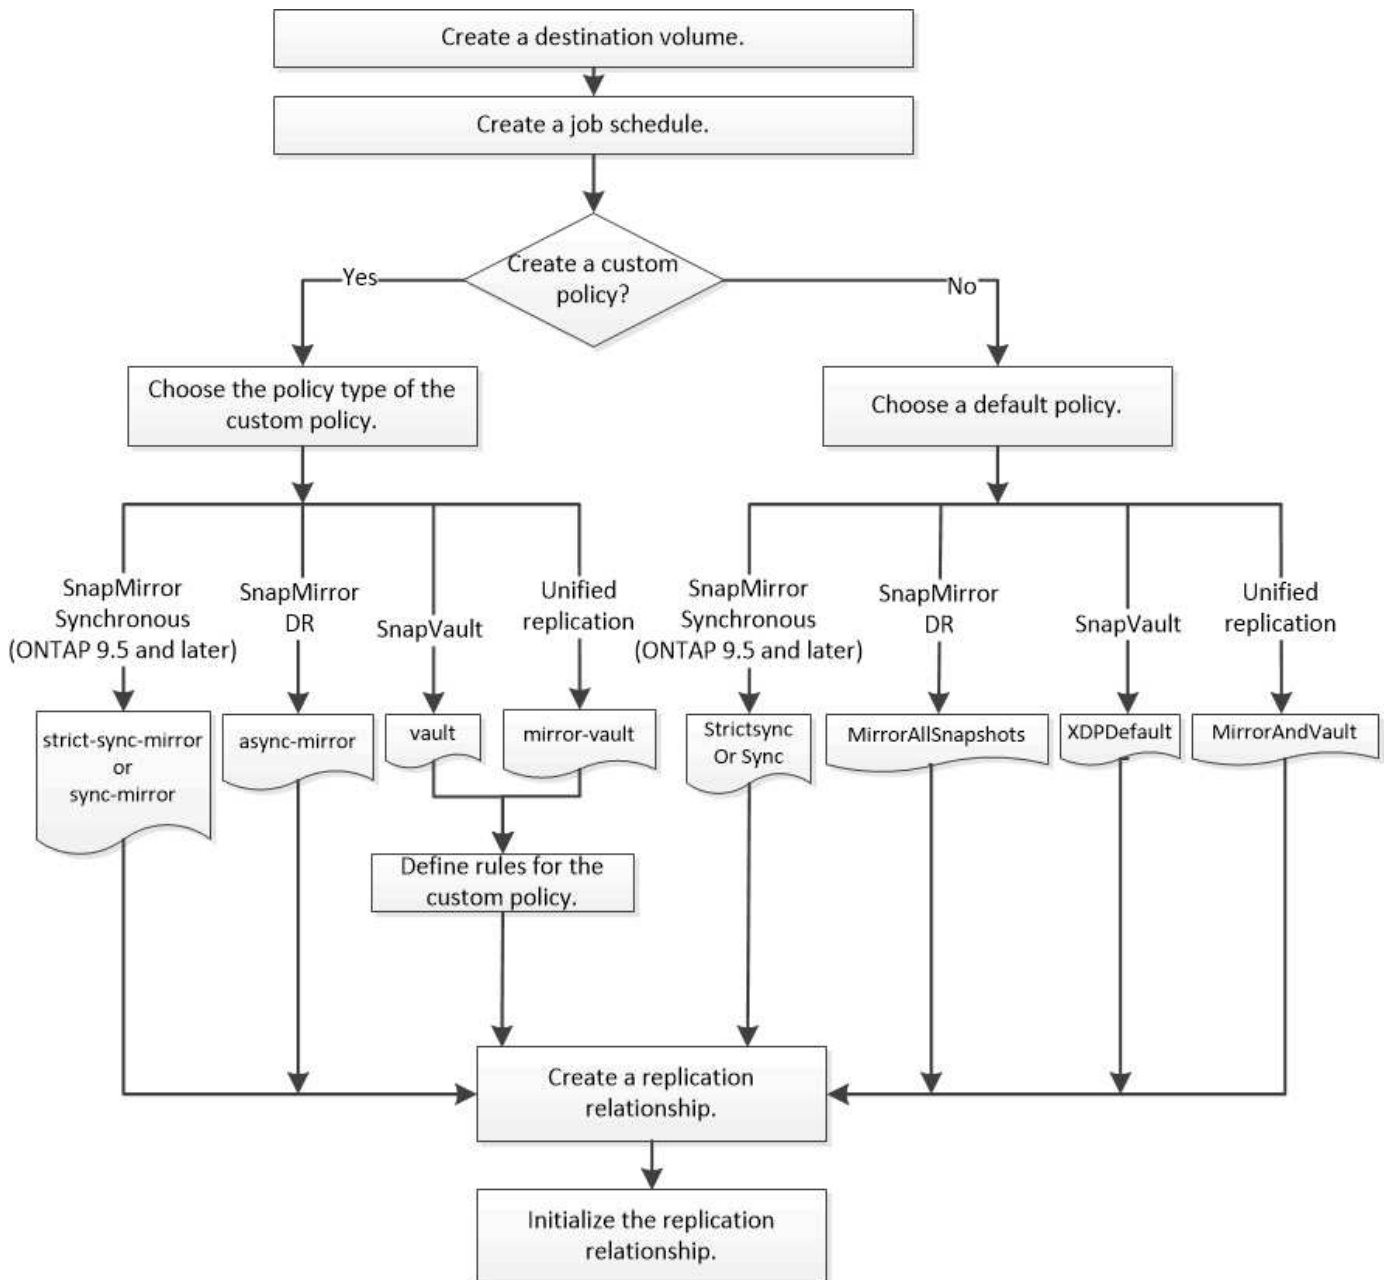 Create a destination volume.
Create a job schedule.
Create a custom
policy?
Yes
No
Choose the policy type of the
custom policy.
Choose a default policy.
SnapMirror
Synchronous
(ONTAP 9.5 and later)
SnapMirror
DR
SnapVault
Unified
replication
SnapMirror
Synchronous
(ONTAP 9.5 and later)
SnapMirror
DR
SnapVault
Unified
replication
strict-sync-mirror
or
sync-mirror
async-mirror
vault
mirror-vault
Strictsync
Or Sync
MirrorAllSnapshots
XDPDefault
MirrorAndVault
Define rules for the
custom policy.
Create a replication
relationship.
Initialize the replication
relationship.